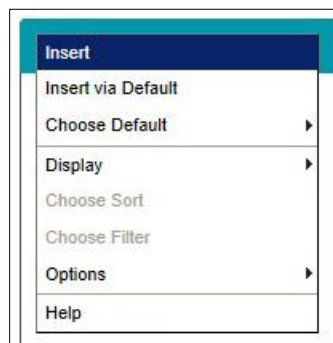 Insert
Insert via Default
Choose Default
Display
Choose Sort
Choose Filter
Options
Help